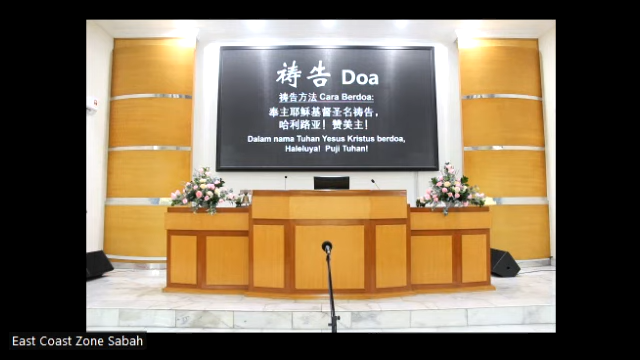 祷告 Doa
祷告方法 Cara Berdoa:
奉主耶稣基督圣名祷告，
哈利路亚！赞美主！
Dalam nama Tuhan Yesus Kristus berdoa,
Haleluya! Puji Tuhan!
East Coast Zone Sabah